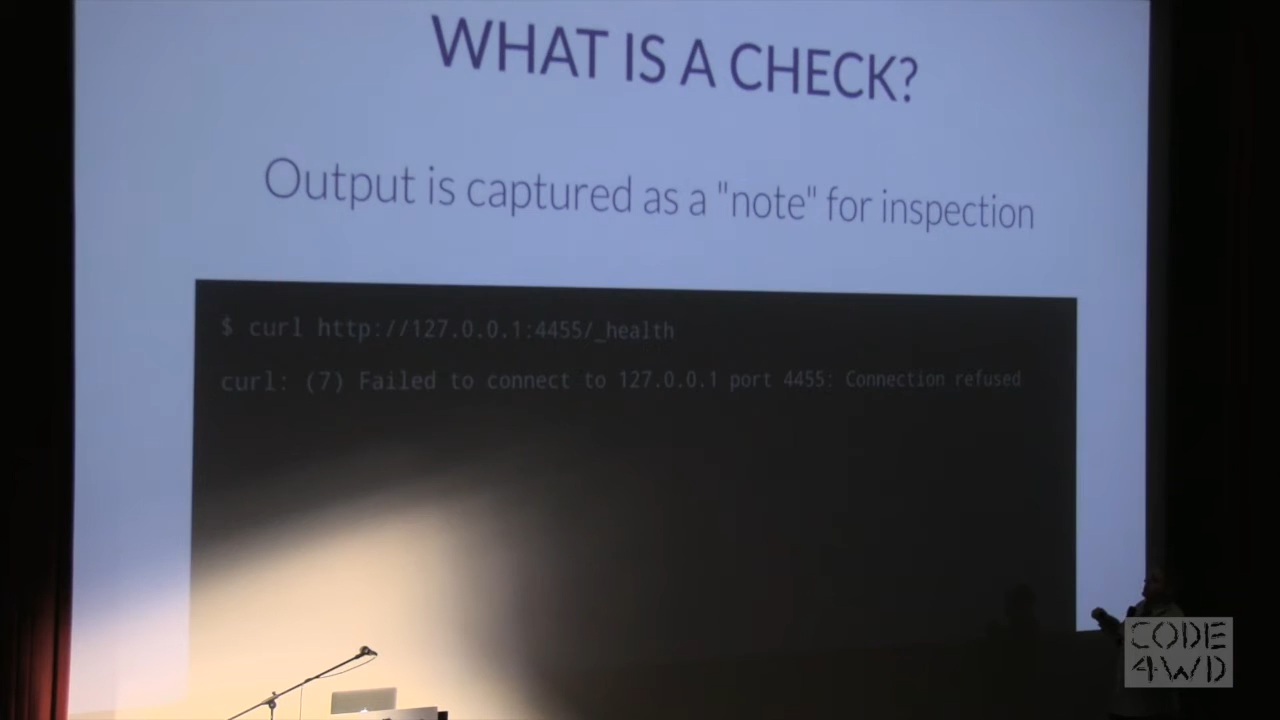 WHAT IS A CHECK?
Output is captured as a "note" for inspection
$ curl http://127.0.0.1:4455/_health
curl: (7) Failed to connect to 127.0.0.1 port 4455: Connection refused
CODE
4WD